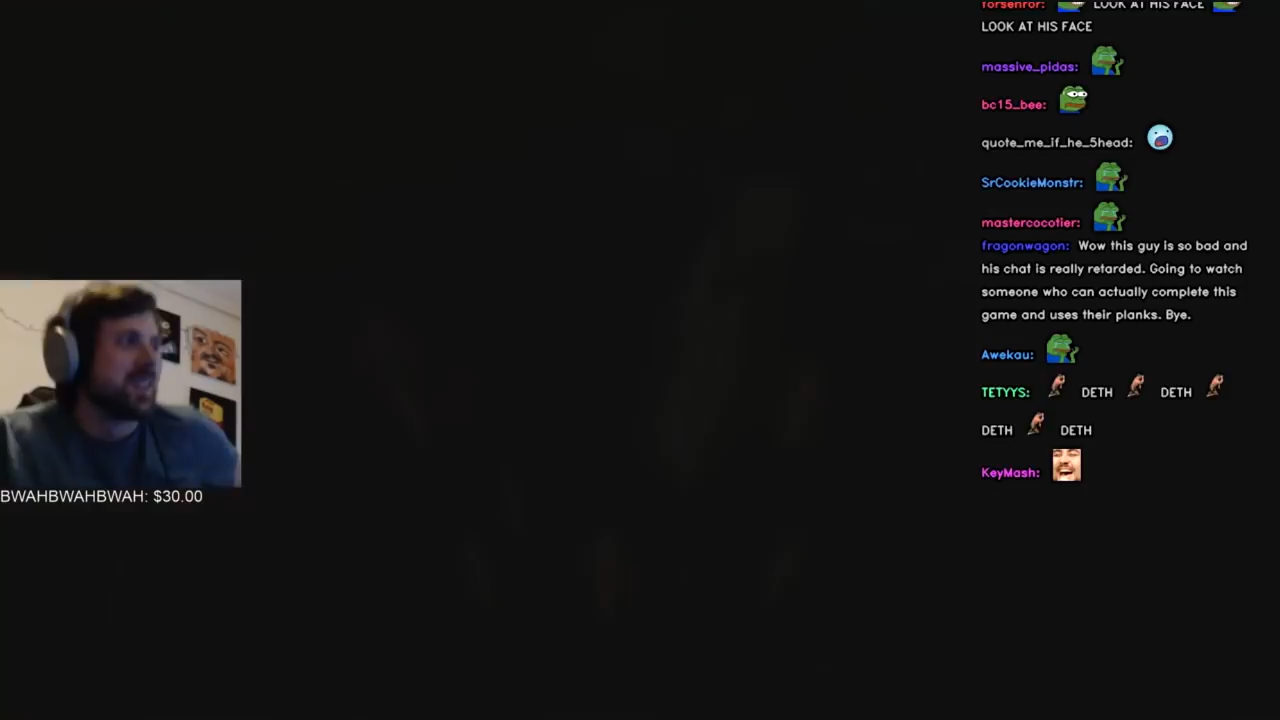 forsenror: LOOK AT HIS FACE
LOOK AT HIS FACE
massive_pidas:
bc15_bee:
quote_me_if_he_5head:
SrCookieMonstr:
mastercocotier:
fragonwagon: Wow this guy is so bad and
his chat is really retarded. Going to watch
someone who can actually complete this
game and uses their planks. Bye.
Awekau:
TETYYS: DETH DETH
DETH DETH
KeyMash:
BWAHBWAHBWAH: $30.00